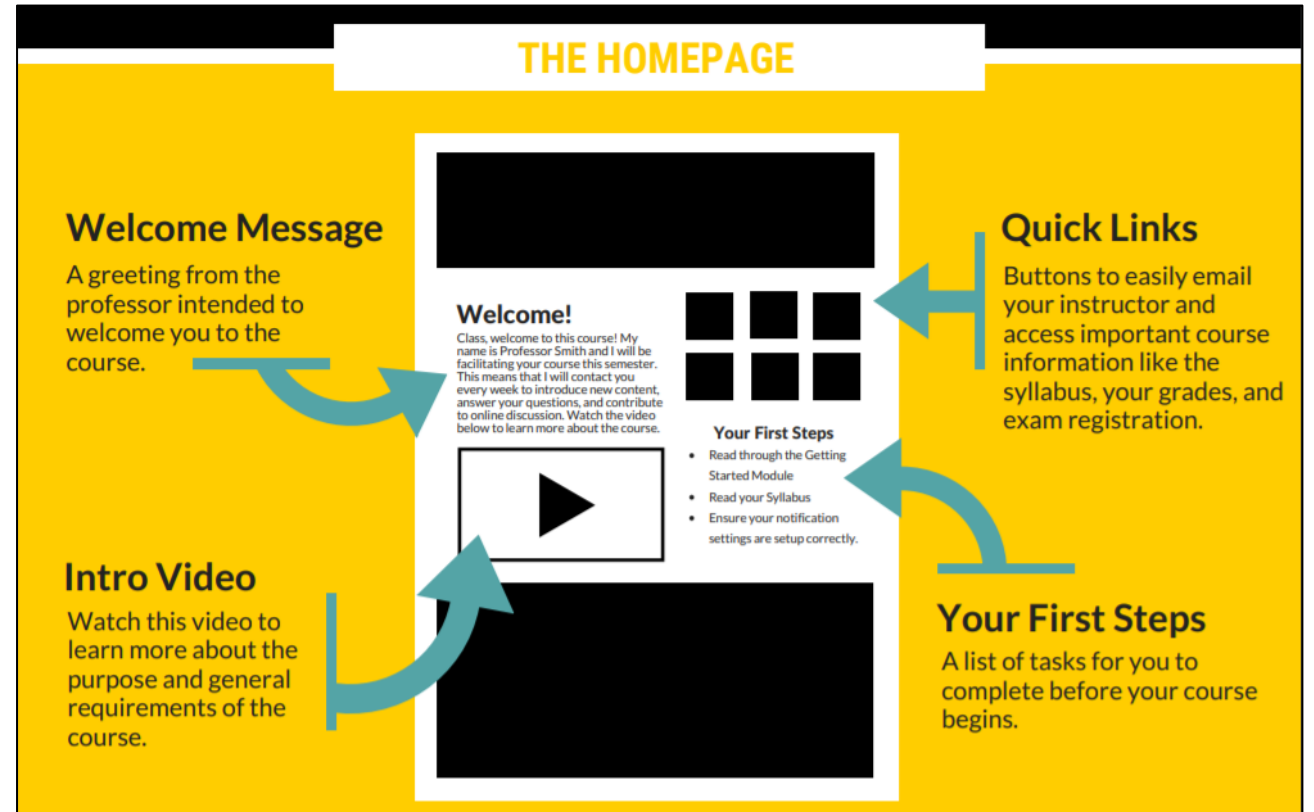 THE HOMEPAGE
Welcome Message
A greeting from the
professor intended to
welcome you to the
course.
Intro Video
Watch this video to
learn more about the
purpose and general
requirements of the
course.
Welcome!
Class, welcome to this course! My
name is Professor Smith and I will be
facilitating your course this semester.
This means that I will contact you
every week to introduce new content,
answer your questions, and contribute
to online discussion. Watch the video
below to learn more about the course.
Your First Steps
• Read through the Getting
Started Module
• Read your Syllabus
• Ensure your notification
settings are setup correctly.
Quick Links
Buttons to easily email
your instructor and
access important course
information like the
syllabus, your grades, and
exam registration.
Your First Steps
A list of tasks for you to
complete before your course
begins.